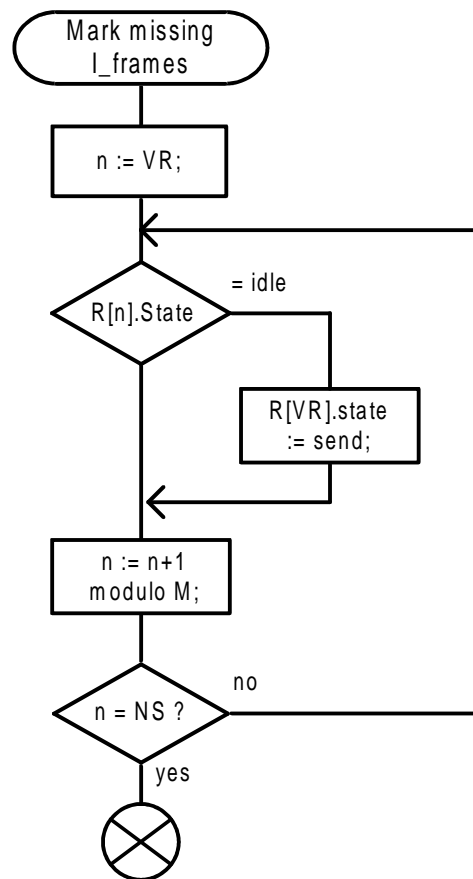 Mark missing
I_frames
n := VR;
R[n].State
= idle
R[VR].state
:= send;
n := n+1
modulo M;
n = NS ?
no
yes